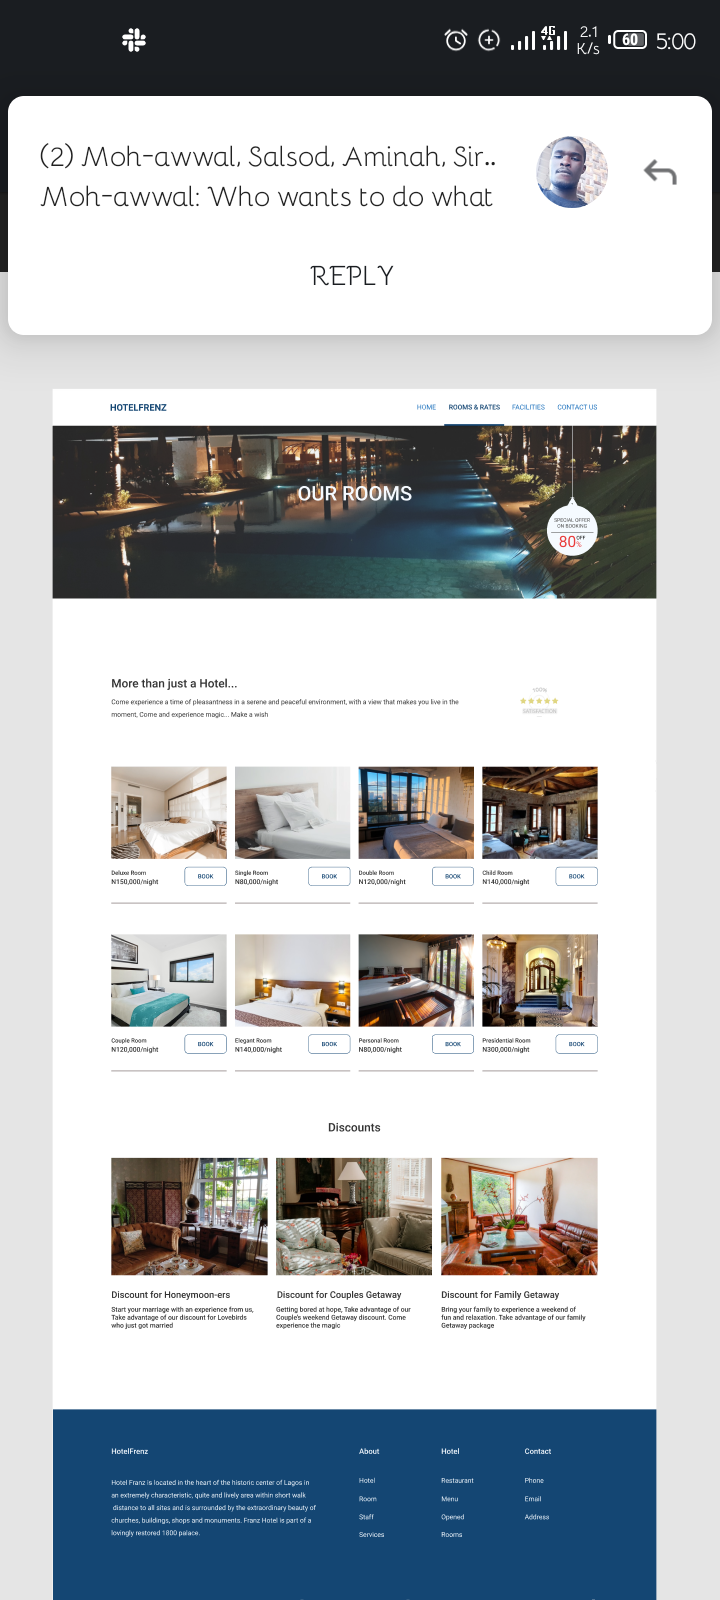 4G 2.1 K/s 60 5:00
(2) Moh-awwal, Salsod, Aminah, Sir..
Moh-awwal: Who wants to do what
REPLY
HOTELFRENZ
HOME ROOMS & RATES FACILITIES CONTACT US
OUR ROOMS
SPECIAL OFFER
ON BOOKING
80% OFF
More than just a Hotel...
Come experience a time of pleasantness in a serene and peaceful environment, with a view that makes you live in the
moment, Come and experience magic... Make a wish
100%
SATISFACTION
Deluxe Room
N150,000/night
BOOK
Single Room
N80,000/night
BOOK
Double Room
N120,000/night
BOOK
Child Room
N140,000/night
BOOK
Couple Room
N120,000/night
BOOK
Elegant Room
N140,000/night
BOOK
Personal Room
N80,000/night
BOOK
Presidential Room
N300,000/night
BOOK
Discounts
Discount for Honeymoon-ers
Start your marriage with an experience from us,
Take advantage of our discount for Lovebirds
who just got married
Discount for Couples Getaway
Getting bored at hope, Take advantage of our
Couple's weekend Getaway discount. Come
experience the magic
Discount for Family Getaway
Bring your family to experience a weekend of
fun and relaxation. Take advantage of our family
Getaway package
HotelFrenz
Hotel Franz is located in the heart of the historic center of Lagos in
an extremely characteristic, quite and lively area within short walk
distance to all sites and is surrounded by the extraordinary beauty of
churches, buildings, shops and monuments. Franz Hotel is part of a
lovingly restored 1800 palace.
About
Hotel
Room
Staff
Services
Hotel
Restaurant
Menu
Opened
Rooms
Contact
Phone
Email
Address